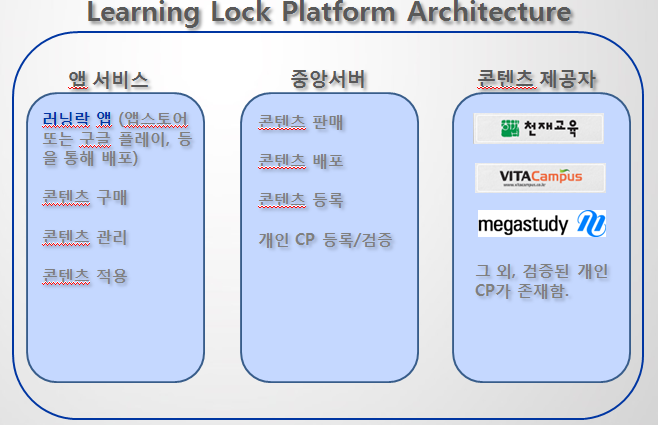 Learning Lock Platform Architecture
앱 서비스
러닝락 앱 (앱스토어
또는 구글 플레이, 등
을 통해 배포)
콘텐츠 구매
콘텐츠 관리
콘텐츠 적용
중앙서버
콘텐츠 판매
콘텐츠 배포
콘텐츠 등록
개인 CP 등록/검증
콘텐츠 제공자
천재교육
VITACampus
www.vitacampus.co.kr
megastudy
그 외, 검증된 개인
CP가 존재함.